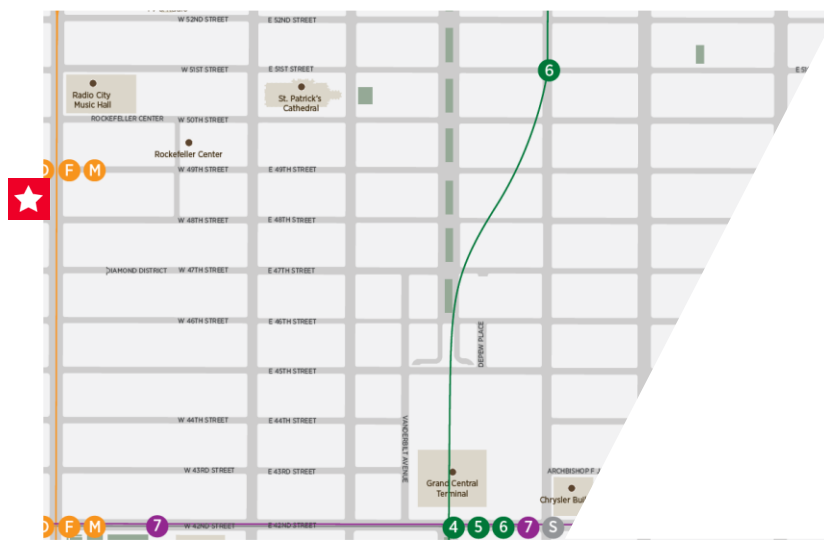 W 52ND STREET
E 52ND STREET
6
W 51ST STREET
E 51ST STREET
Radio City
Music Hall
St. Patrick's
Cathedral
ROCKEFELLER CENTER
W 50TH STREET
Rockefeller Center
F
M
W 49TH STREET
E 49TH STREET
W 48TH STREET
E 48TH STREET
DIAMOND DISTRICT
W 47TH STREET
E 47TH STREET
W 46TH STREET
E 46TH STREET
DEPEW PLACE
W 45TH STREET
E 45TH STREET
W 44TH STREET
E 44TH STREET
VANDERBILT AVENUE
W 43RD STREET
E 43RD STREET
Grand Central
Terminal
ARCHBISHOP F.
Chrysler Bui
F
M
7
W 42ND STREET
E 42ND STREET
4
5
6
7
S